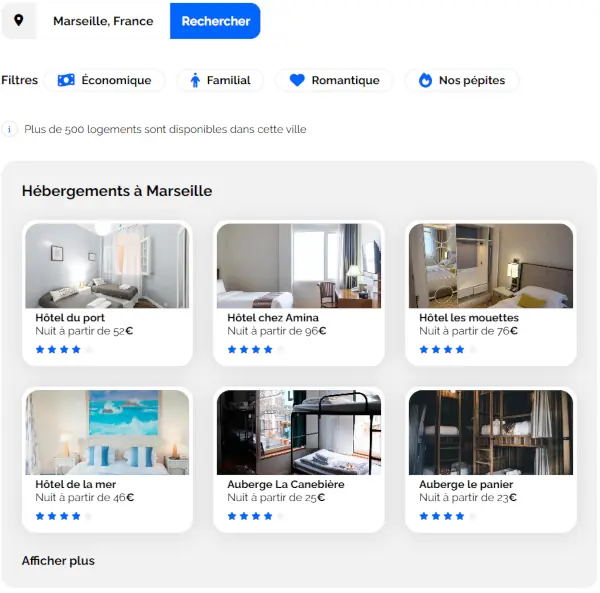 Marseille, France
Rechercher
Filtres
Économique
Familial
Romantique
Nos pépites
i Plus de 500 logements sont disponibles dans cette ville
Hébergements à Marseille
Hôtel du port
Nuit à partir de 52€
Hôtel chez Amina
Nuit à partir de 96€
Hôtel les mouettes
Nuit à partir de 76€
Hôtel de la mer
Nuit à partir de 46€
Auberge La Canebière
Nuit à partir de 25€
Auberge le panier
Nuit à partir de 23€
Afficher plus